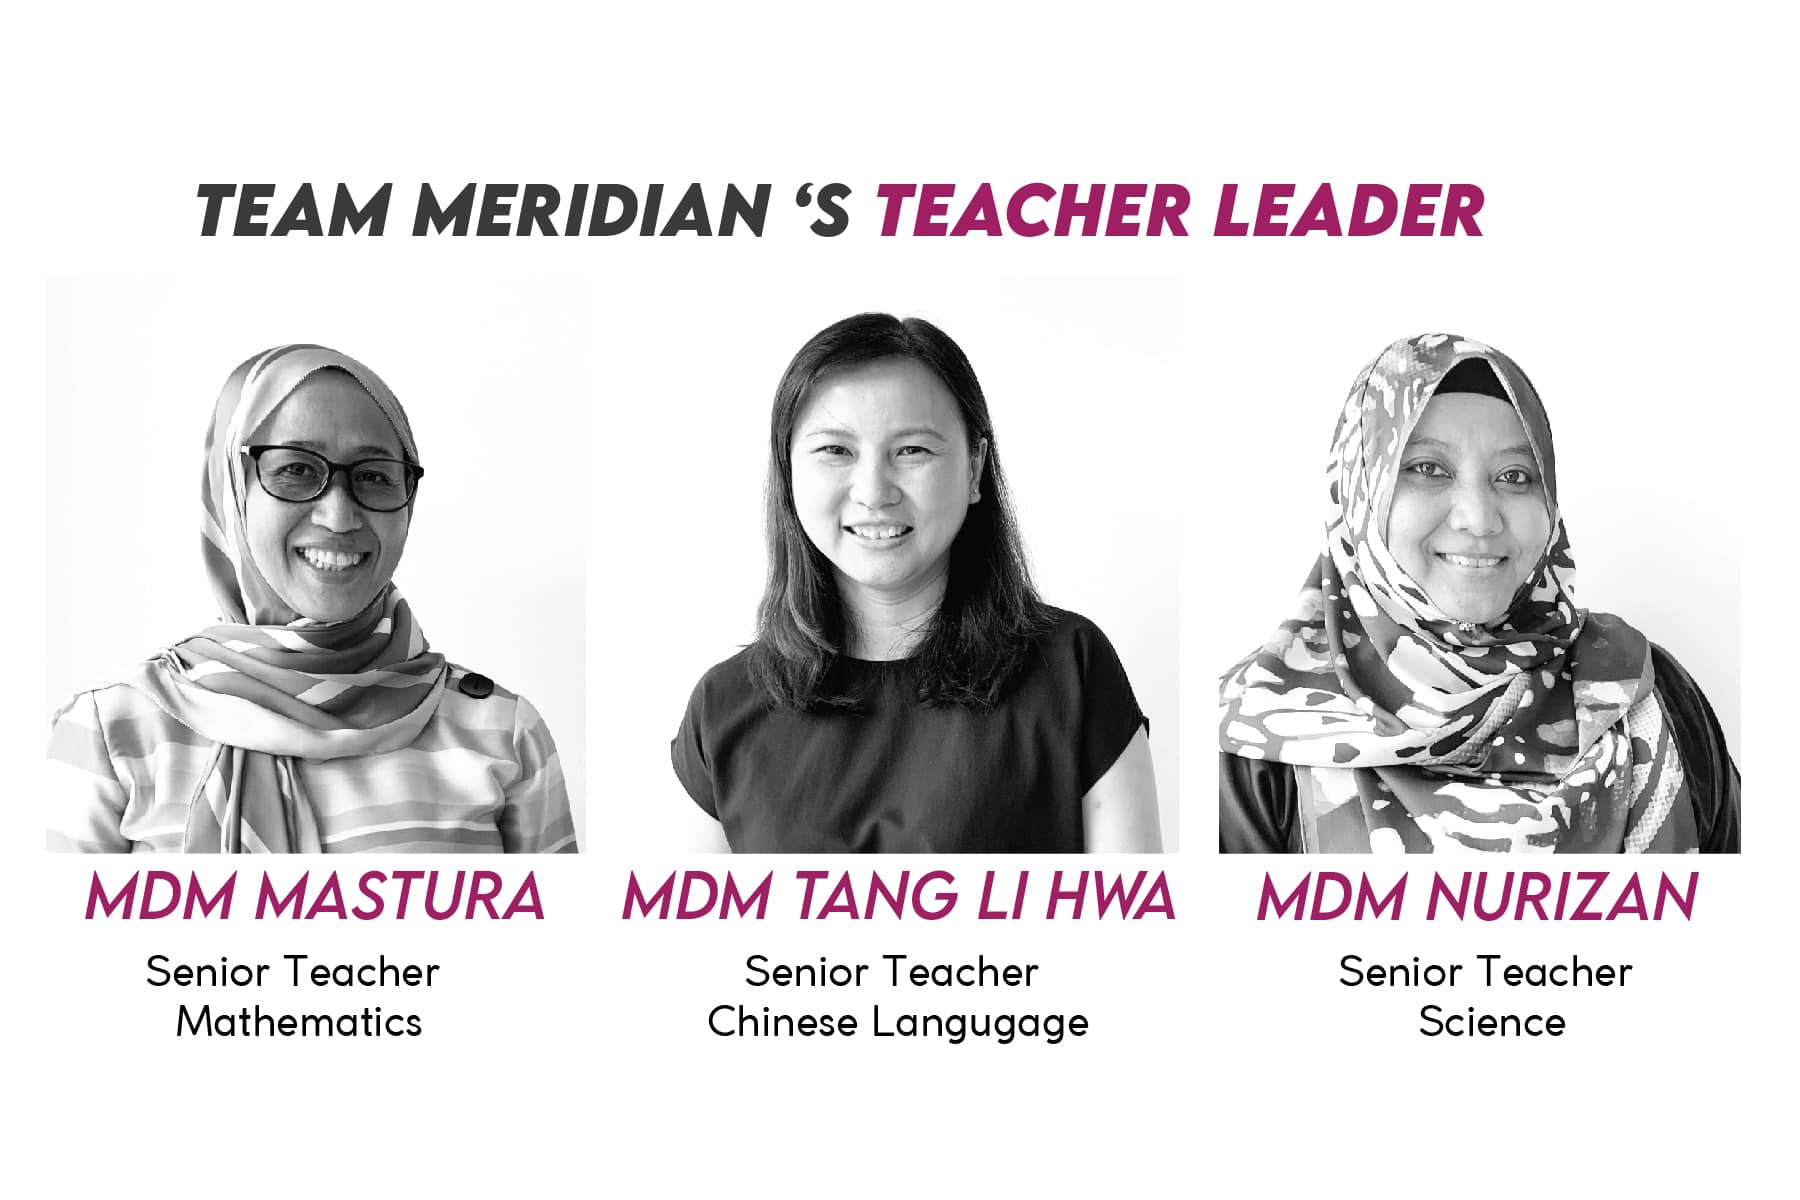 TEAM MERIDIAN ‘S TEACHER LEADER
MDM MASTURA
Senior Teacher
Mathematics
MDM TANG LI HWA
Senior Teacher
Chinese Langugage
MDM NURIZAN
Senior Teacher
Science